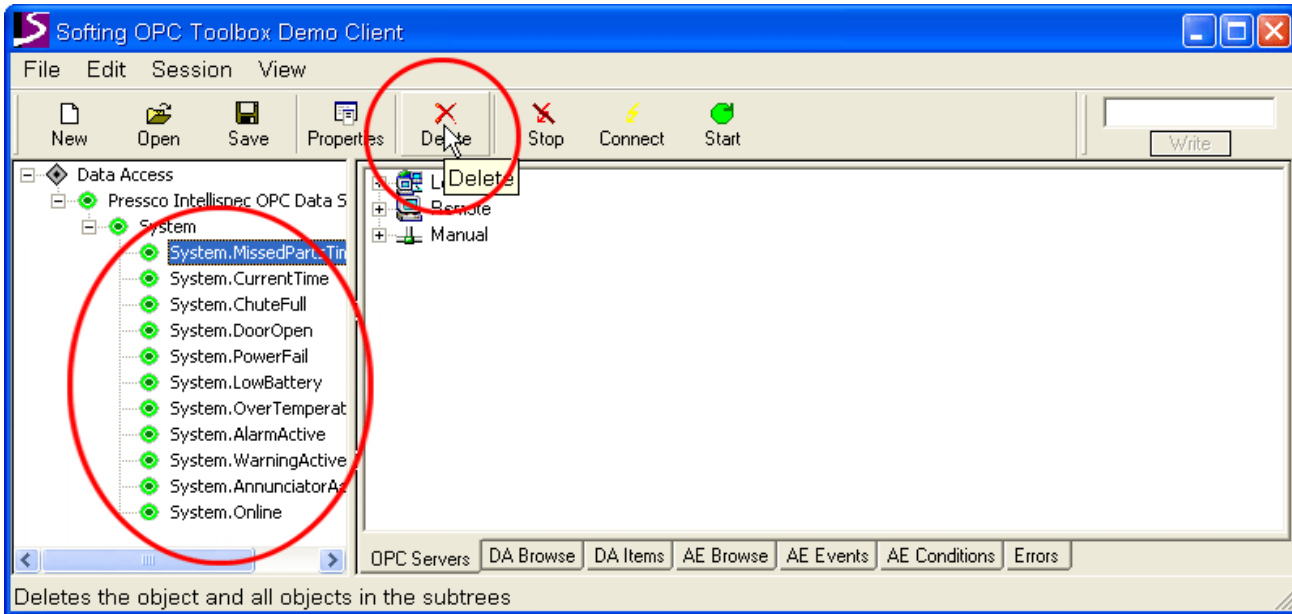 Softing OPC Toolbox Demo Client
File Edit Session View
New Open Save Properties Delete Stop Connect Start
Write
Delete
Data Access
Pressco Intellispec OPC Data S
System
System.MissedPartsTim
System.CurrentTime
System.ChuteFull
System.DoorOpen
System.PowerFail
System.LowBattery
System.OverTemperat
System.AlarmActive
System.WarningActive
System.Online
Remote
Manual
OPC Servers DA Browse DA Items AE Browse AE Events AE Conditions Errors
Deletes the object and all objects in the subtrees